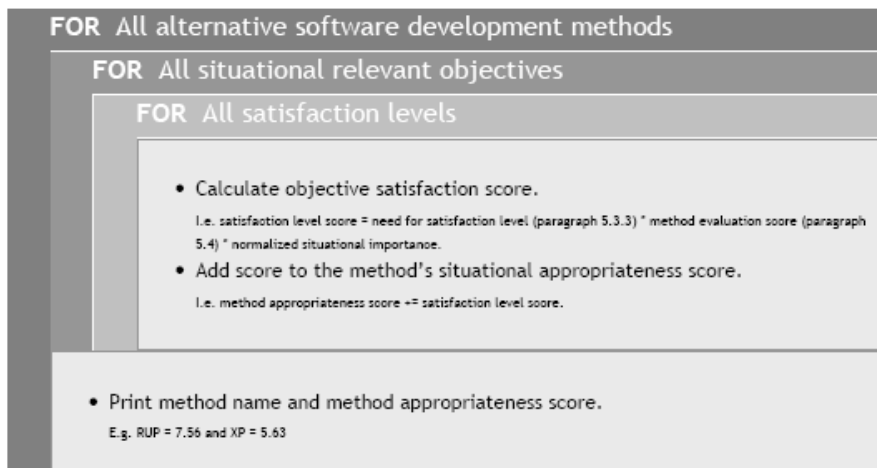 FOR All alternative software development methods
FOR All situational relevant objectives
FOR All satisfaction levels
• Calculate objective satisfaction score.
I.e. satisfaction level score = need for satisfaction level (paragraph 5.3.3) * method evaluation score (paragraph
5.4) * normalized situational importance.
• Add score to the method's situational appropriateness score.
I.e. method appropriateness score += satisfaction level score.
• Print method name and method appropriateness score.
E.g. RUP = 7.56 and XP = 5.63